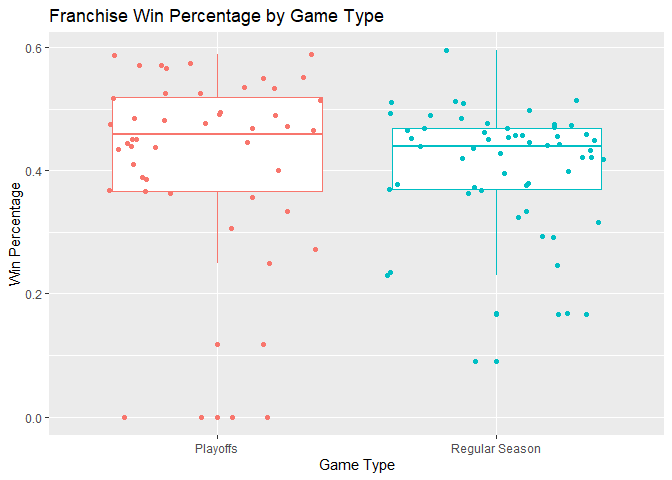 Franchise Win Percentage by Game Type
0.6
0.4
0.2
0.0
Win Percentage
Playoffs
Regular Season
Game Type